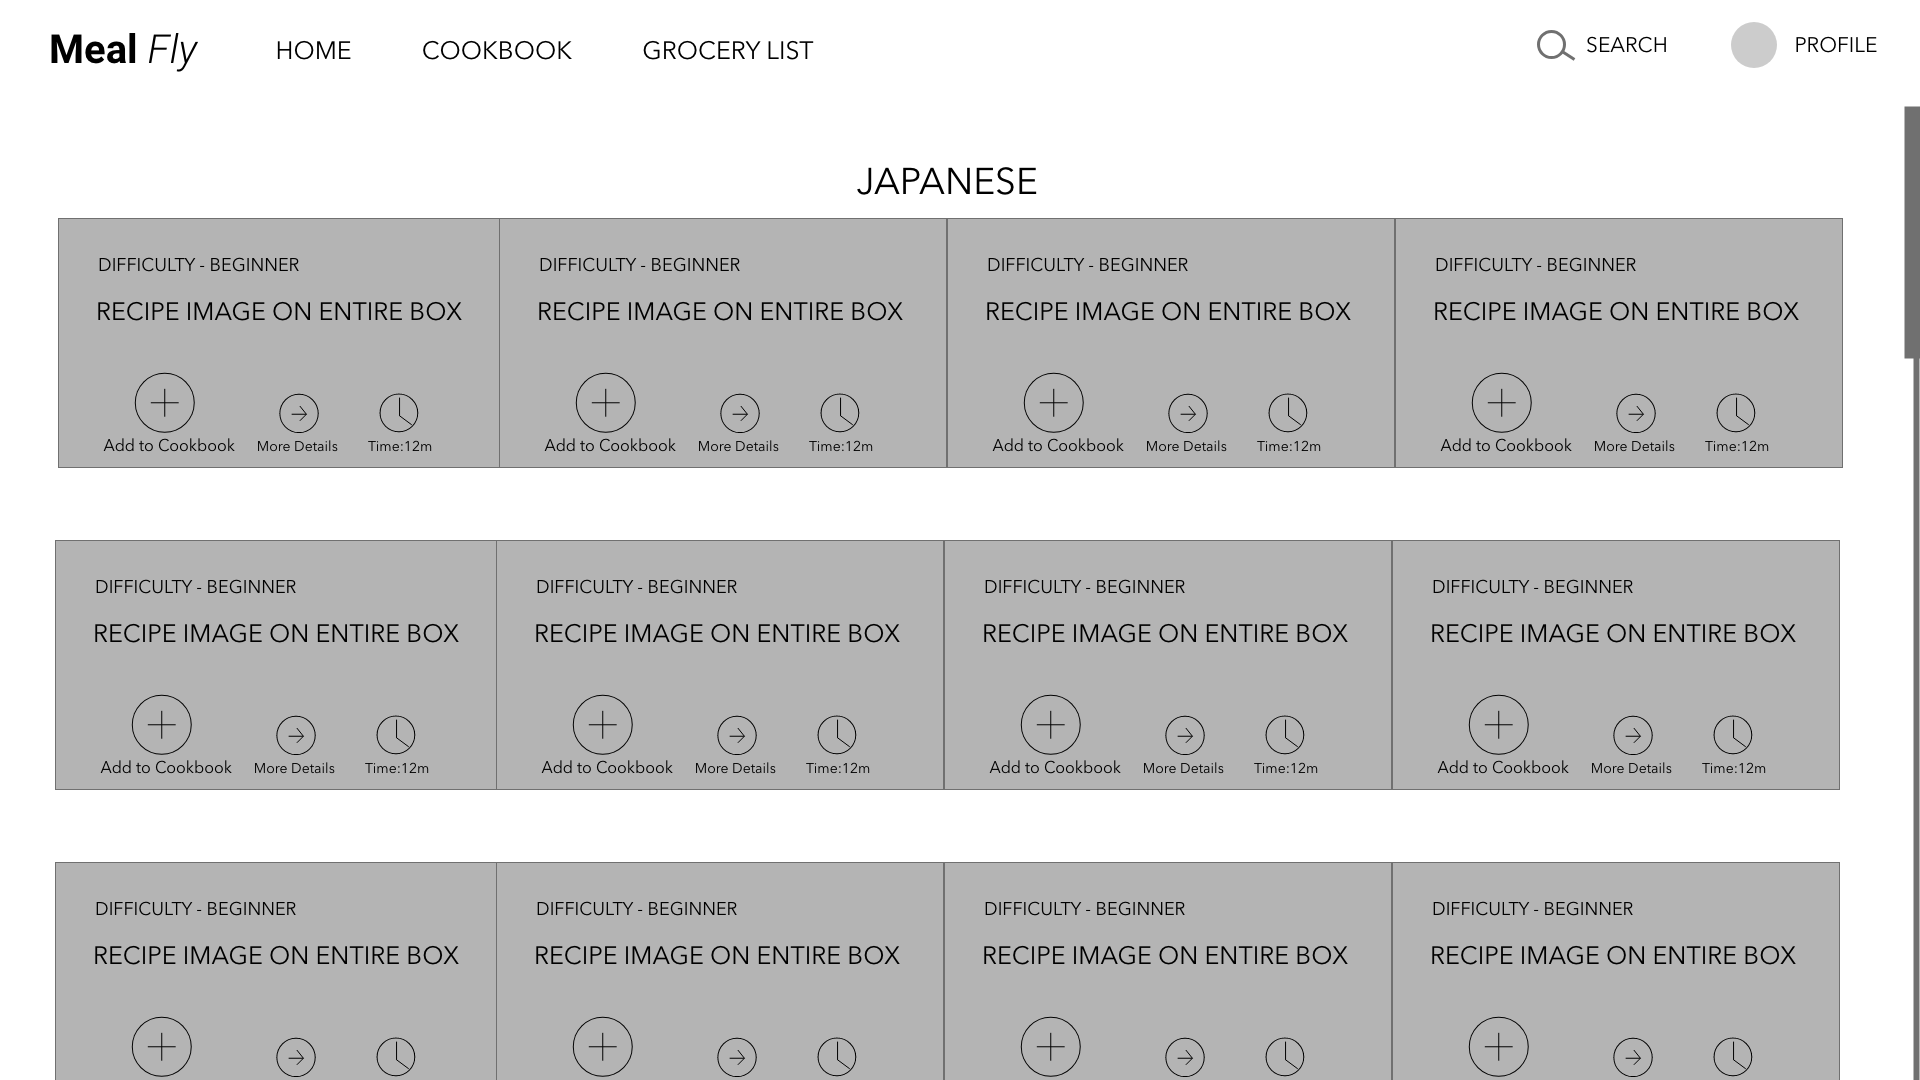 Meal Fly HOME COOKBOOK GROCERY LIST SEARCH PROFILE
JAPANESE
DIFFICULTY - BEGINNER DIFFICULTY - BEGINNER DIFFICULTY - BEGINNER DIFFICULTY - BEGINNER
RECIPE IMAGE ON ENTIRE BOX RECIPE IMAGE ON ENTIRE BOX RECIPE IMAGE ON ENTIRE BOX RECIPE IMAGE ON ENTIRE BOX
Add to Cookbook More Details Time:12m Add to Cookbook More Details Time:12m Add to Cookbook More Details Time:12m Add to Cookbook More Details Time:12m
DIFFICULTY - BEGINNER DIFFICULTY - BEGINNER DIFFICULTY - BEGINNER DIFFICULTY - BEGINNER
RECIPE IMAGE ON ENTIRE BOX RECIPE IMAGE ON ENTIRE BOX RECIPE IMAGE ON ENTIRE BOX RECIPE IMAGE ON ENTIRE BOX
Add to Cookbook More Details Time:12m Add to Cookbook More Details Time:12m Add to Cookbook More Details Time:12m Add to Cookbook More Details Time:12m
DIFFICULTY - BEGINNER DIFFICULTY - BEGINNER DIFFICULTY - BEGINNER DIFFICULTY - BEGINNER
RECIPE IMAGE ON ENTIRE BOX RECIPE IMAGE ON ENTIRE BOX RECIPE IMAGE ON ENTIRE BOX RECIPE IMAGE ON ENTIRE BOX